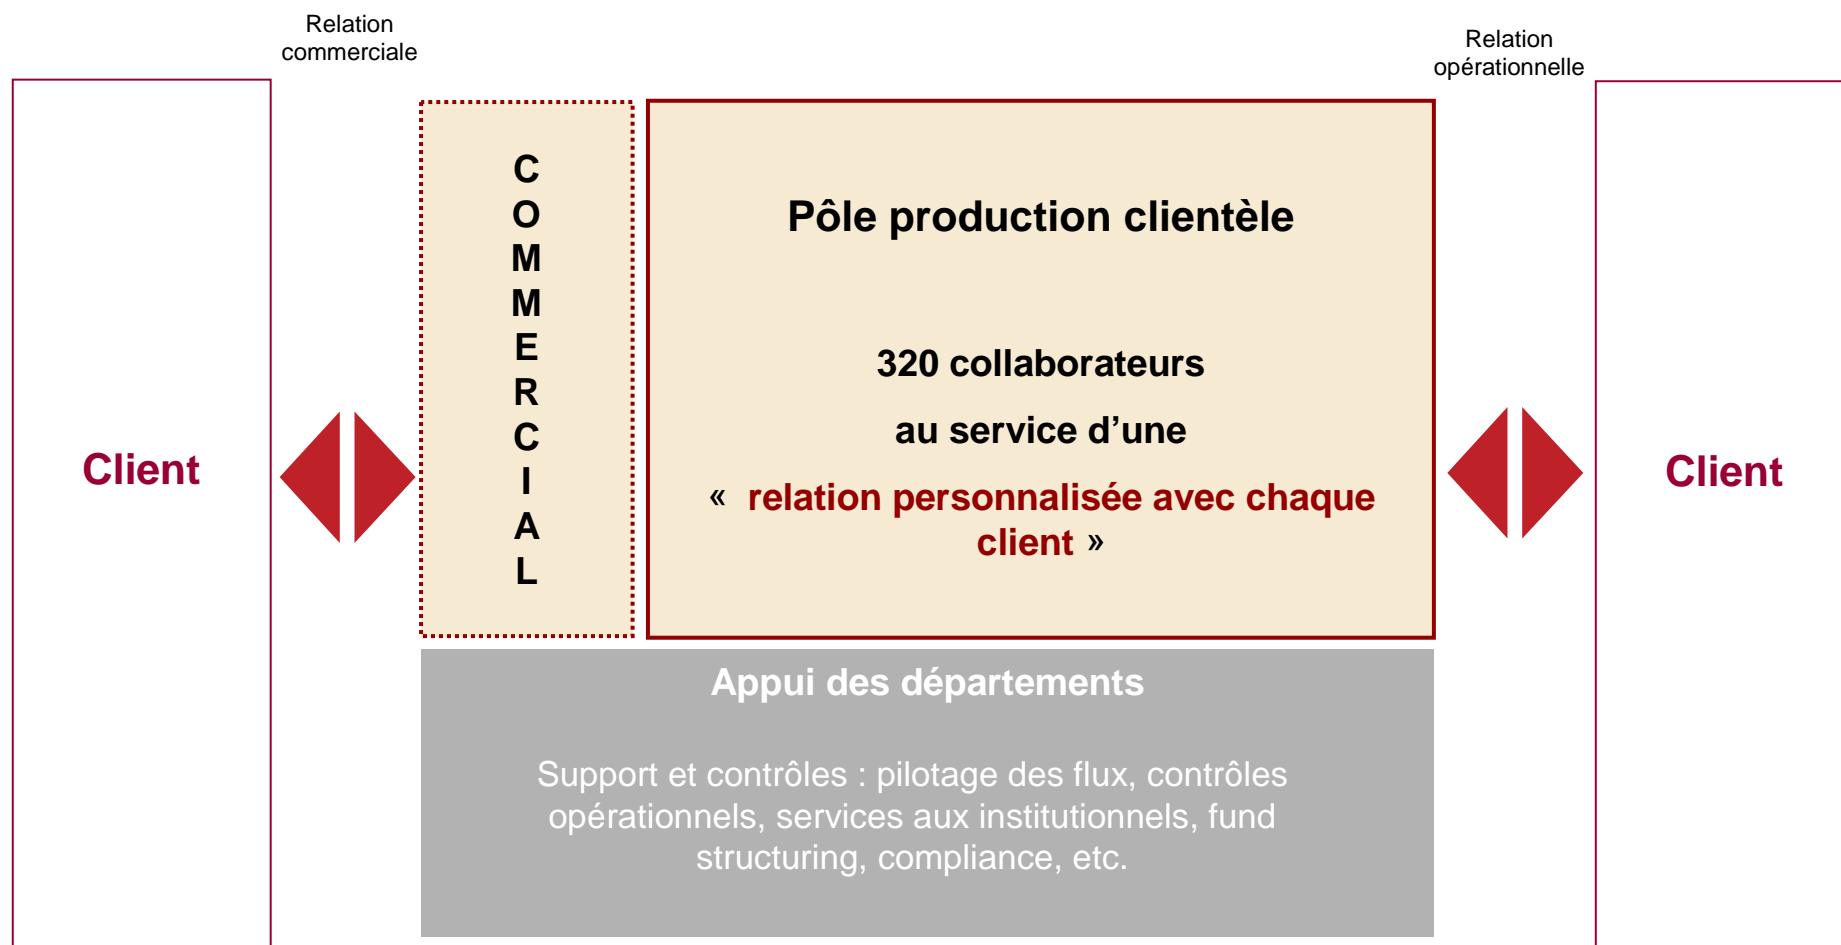 Relation
commerciale
Relation
opérationnelle
Client
C
O
M
M
E
R
C
I
A
L
Pôle production clientèle
320 collaborateurs
au service d’une
« relation personnalisée avec chaque
client »
Client
Appui des départements
Support et contrôles : pilotage des flux, contrôles
opérationnels, services aux institutionnels, fund
structuring, compliance, etc.